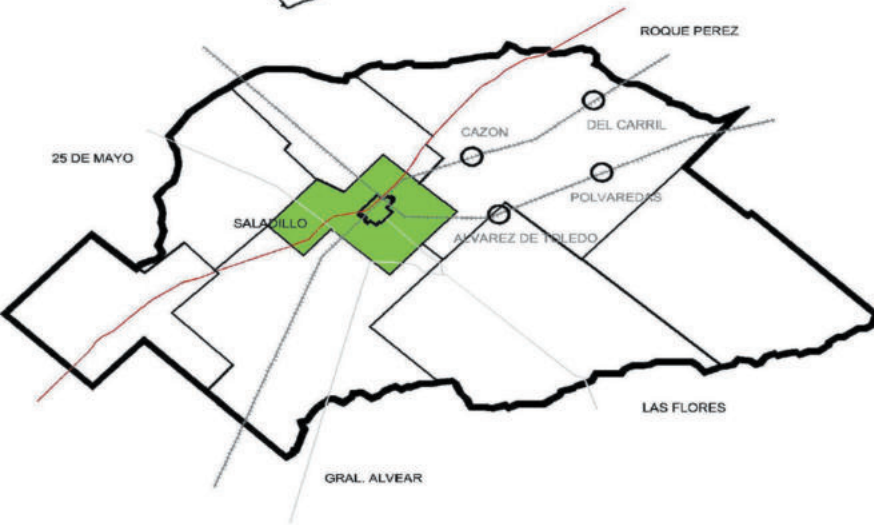 ROQUE PEREZ
DEL CARRIL
CAZON
25 DE MAYO
POLVAREDAS
SALADILLO
ALVAREZ DE TOLEDO
LAS FLORES
GRAL. ALVEAR